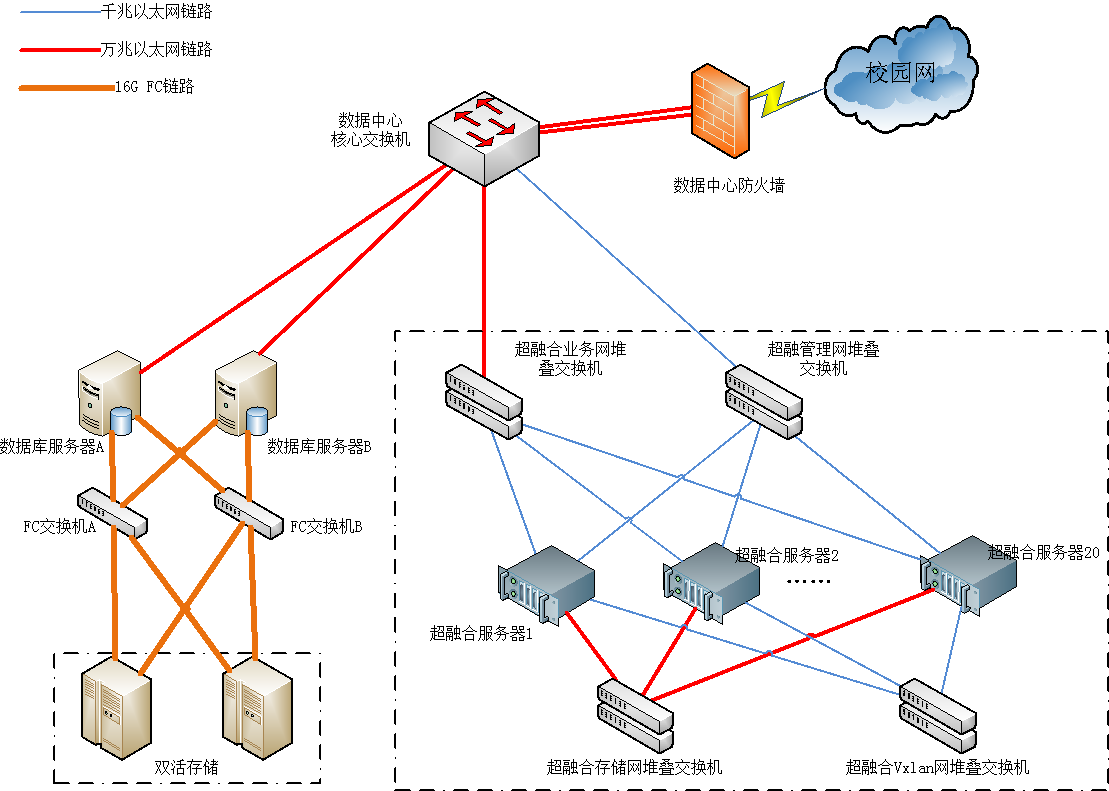 千兆以太网链路
万兆以太网链路
16G FC链路
校园网
数据中心
核心交换机
数据中心防火墙
超融合业务网堆
叠交换机
超融管理网堆叠
交换机
数据库服务器A
数据库服务器B
FC交换机A
FC交换机B
超融合服务器1
超融合服务器2
……
超融合服务器20
双活存储
超融合存储网堆叠交换机
超融合Vxlan网堆叠交换机